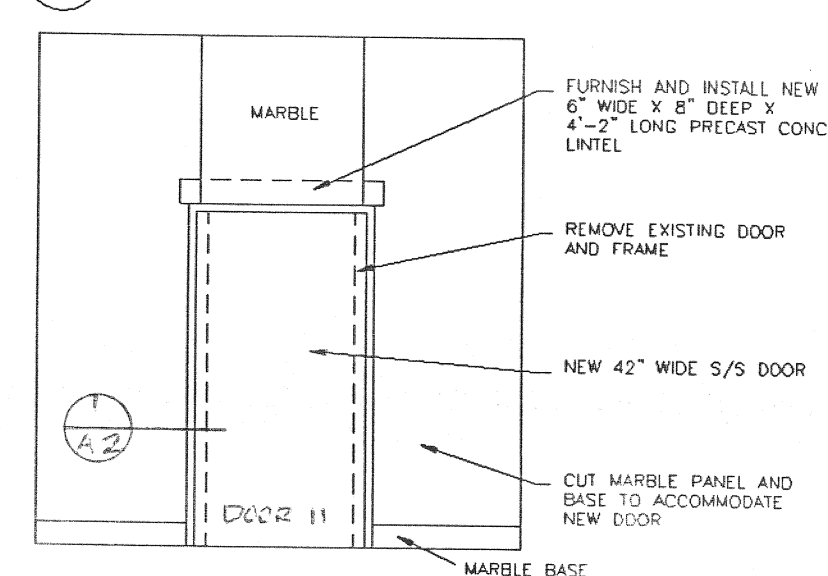 FURNISH AND INSTALL NEW
6" WIDE X 8" DEEP X
4'-2" LONG PRECAST CONC
LINTEL
MARBLE
REMOVE EXISTING DOOR
AND FRAME
NEW 42" WIDE S/S DOOR
1
A2
CUT MARBLE PANEL AND
BASE TO ACCOMMODATE
NEW DOOR
DOOR 11
MARBLE BASE